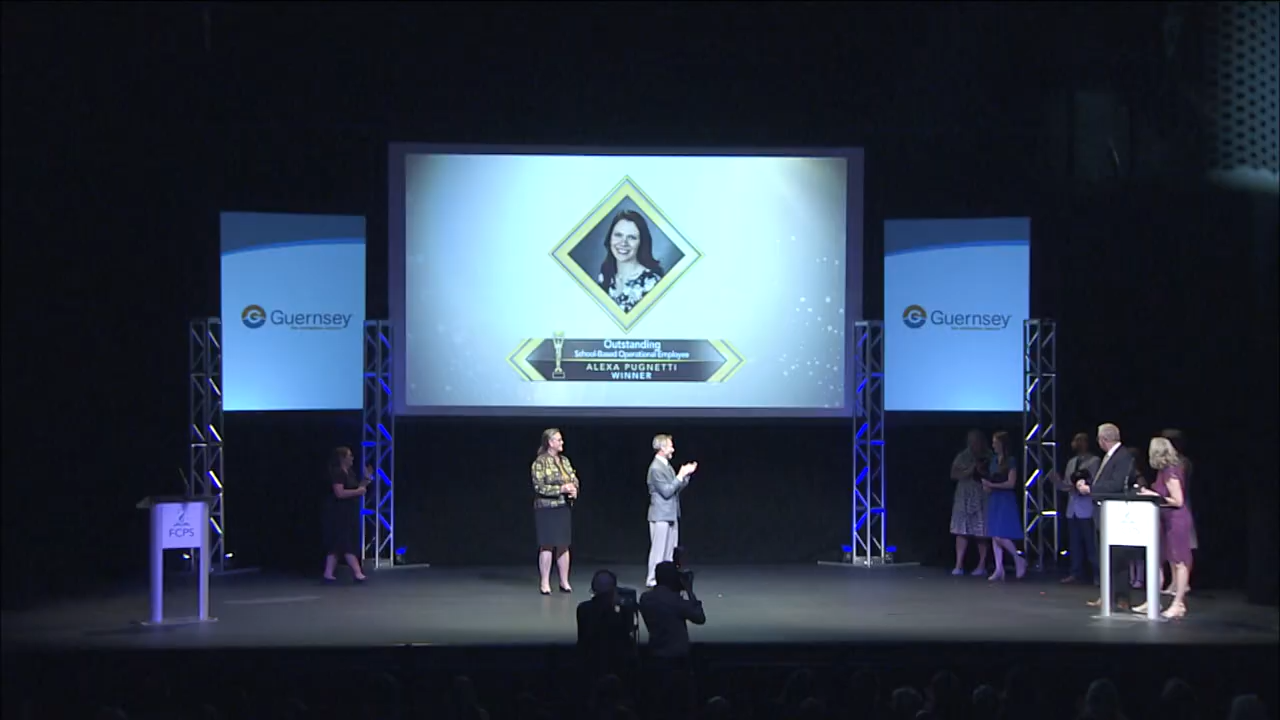 Guernsey
Outstanding
School-Based Operational Employee
ALEXA PUGNETTI
WINNER
Guernsey
FCPS